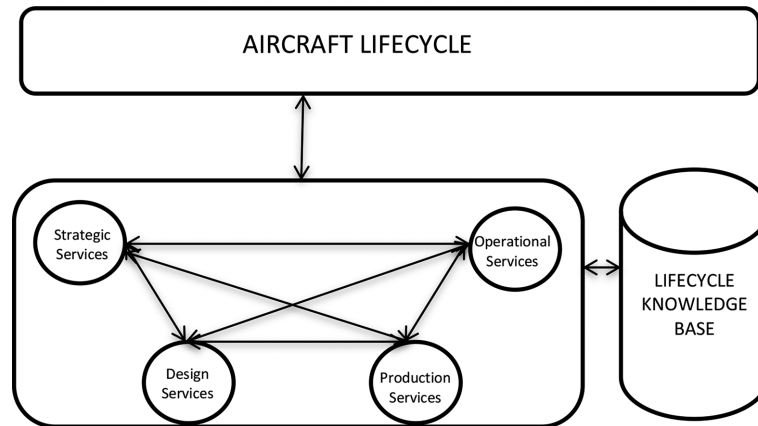 AIRCRAFT LIFECYCLE
Strategic
Services
Operational
Services
LIFECYCLE
KNOWLEDGE
BASE
Design
Services
Production
Services